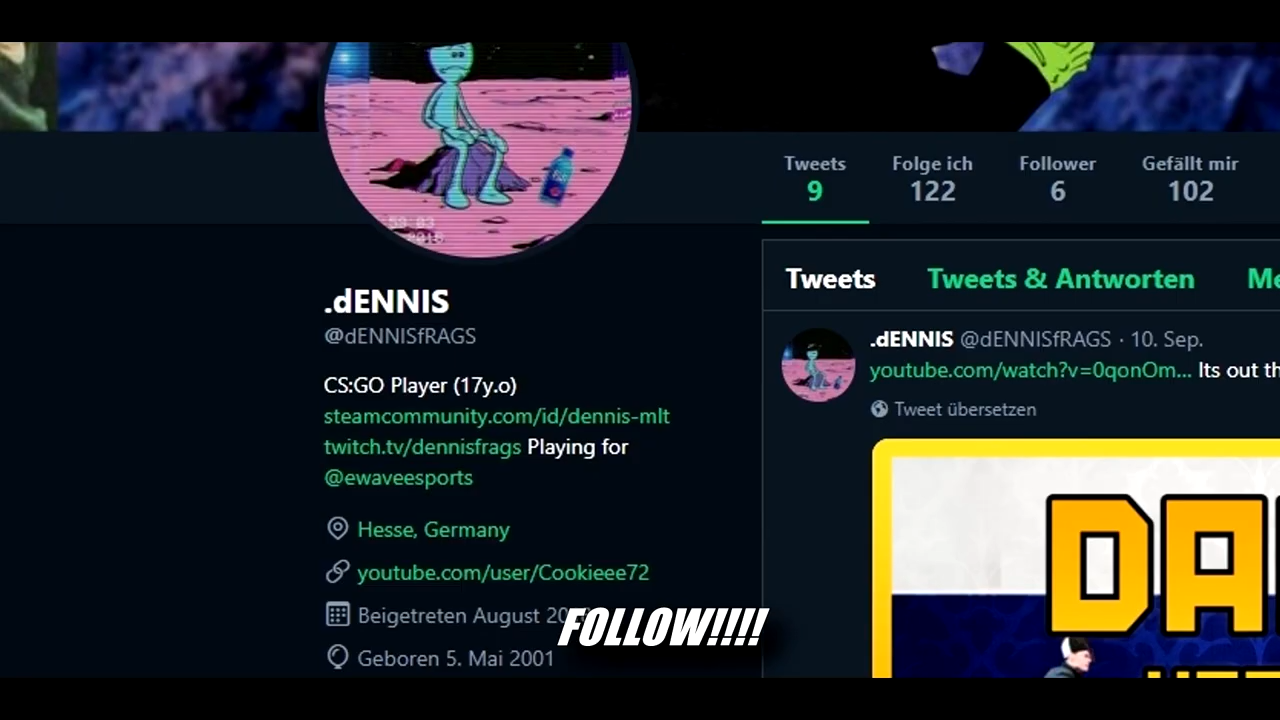 Tweets Folge ich Follower Gefällt mir
9 122 6 102
.dENNIS
@dENNISfRAGS
CS:GO Player (17y.o)
steamcommunity.com/id/dennis-mlt
twitch.tv/dennisfrags Playing for
@ewaveesports
Hesse, Germany
youtube.com/user/Cookieee72
Beigetreten August
Geboren 5. Mai 2001
FOLLOW!!!!
Tweets Tweets & Antworten
.dENNIS @dENNISfRAGS · 10. Sep.
youtube.com/watch?v=0qonOm... Its out
Tweet übersetzen